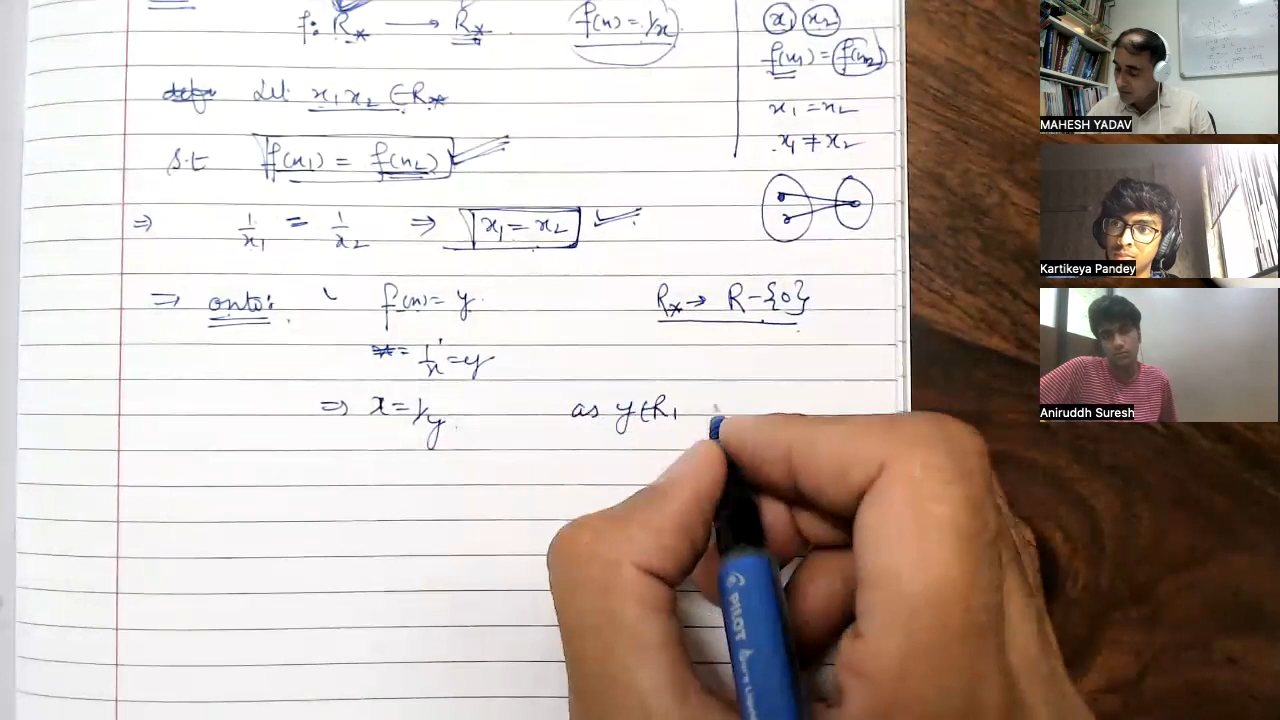 f: R* → R* f(x) = 1/x
Let x₁ x₂ ∈ R*
s.t f(x₁) = f(x₂)
⇒ 1/x₁ = 1/x₂ ⇒ x₁ = x₂
⇒ onto: f(x) = y. R* → R - {0}
= 1/x = y
⇒ x = 1/y. as y ∈ R,
x₁ x₂
f(x₁) = f(x₂)
x₁ = x₂
x₁ ≠ x₂
PILOT
MAHESH YADAV
Kartikeya Pandey
Aniruddh Suresh